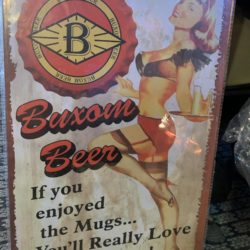 B
Buxom
Beer
If you
enjoyed
the Mugs...
You'll Really Love